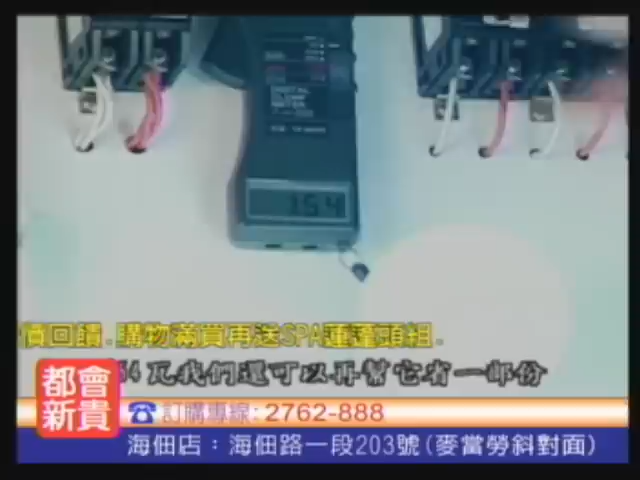 DIGITAL
CLAMP
METER
154
價回饋.購物滿買再送SPA蓮蓬頭組.
54瓦我們還可以再幫它省一部份
都會
新貴
☎訂購專線:2762-888
海佃店：海佃路一段203號(麥當勞斜對面)